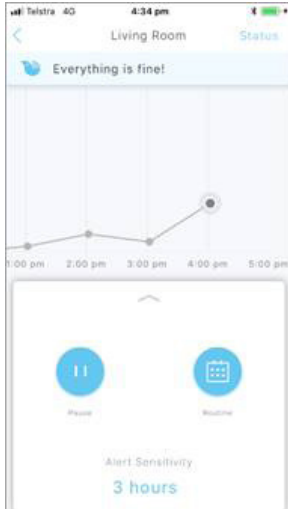 Telstra 4G 4:34 pm
Living Room Status
Everything is fine!
1:00 pm 2:00 pm 3:00 pm 4:00 pm 5:00 pm
Pause Routine
Alert Sensitivity
3 hours